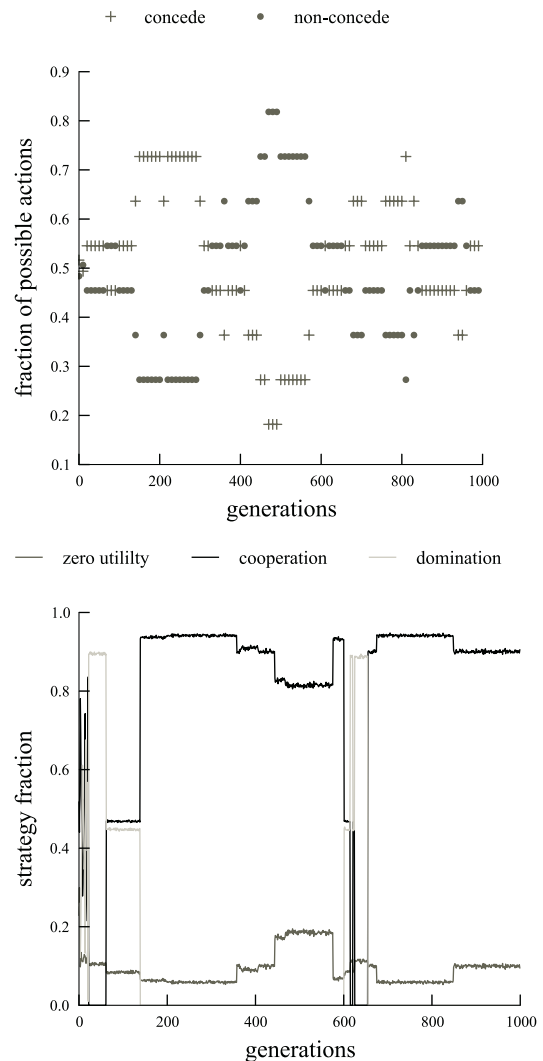 concede non-concede
0.9
0.8
0.7
0.6
0.5
0.4
0.3
0.2
0.1
fraction of possible actions
0 200 400 600 800 1000
generations
zero utililty cooperation domination
1.0
0.8
0.6
0.4
0.2
0.0
strategy fraction
0 200 400 600 800 1000
generations